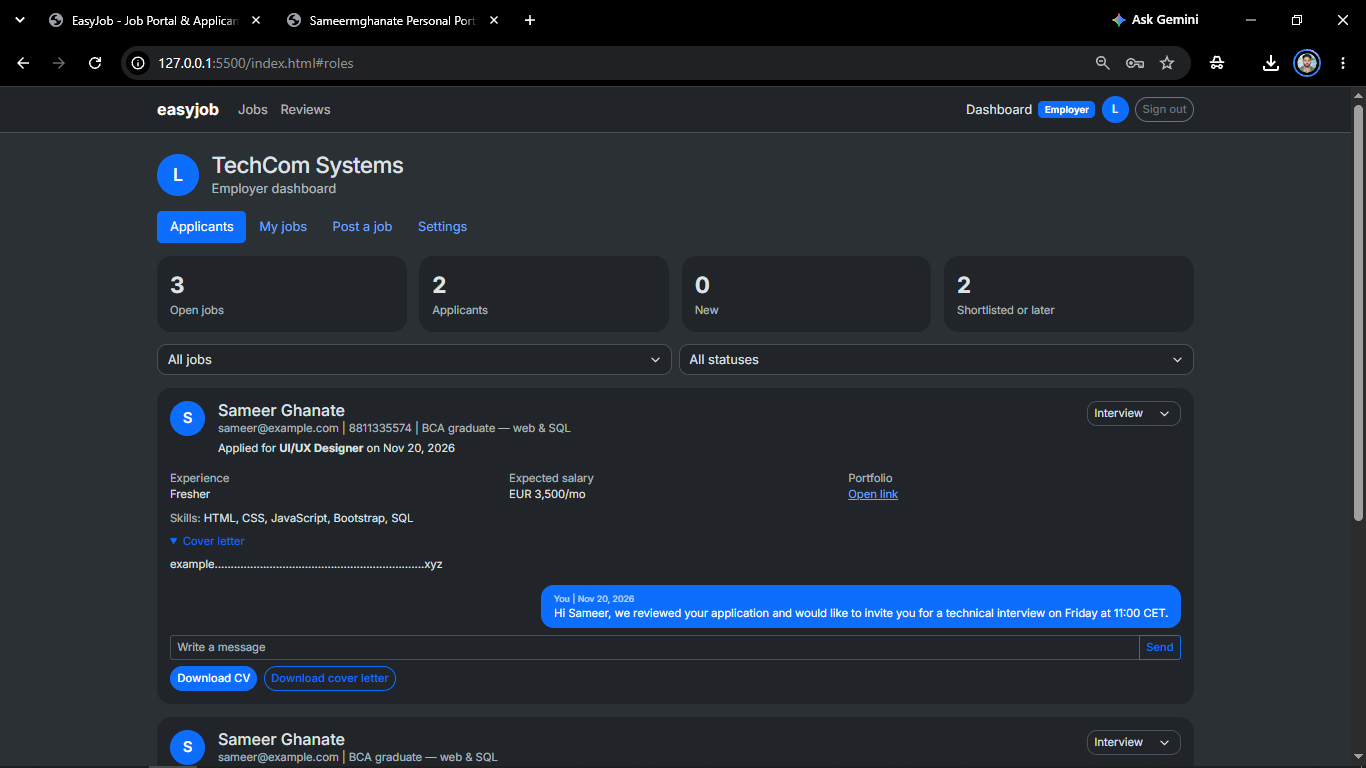 EasyJob - Job Portal & Applican
Sameermghanate Personal Port
Ask Gemini
127.0.0.1:5500/index.html#roles
easyjob Jobs Reviews Dashboard Employer L Sign out
L
TechCom Systems
Employer dashboard
Applicants My jobs Post a job Settings
3 2 0 2
Open jobs Applicants New Shortlisted or later
All jobs All statuses
S
Sameer Ghanate Interview
sameer@example.com | 8811335574 | BCA graduate — web & SQL
Applied for UI/UX Designer on Nov 20, 2026
Experience Expected salary Portfolio
Fresher EUR 3,500/mo Open link
Skills: HTML, CSS, JavaScript, Bootstrap, SQL
▼ Cover letter
example.................................................................xyz
You | Nov 20, 2026
Hi Sameer, we reviewed your application and would like to invite you for a technical interview on Friday at 11:00 CET.
Write a message Send
Download CV Download cover letter
S
Sameer Ghanate Interview
sameer@example.com | BCA graduate — web & SQL